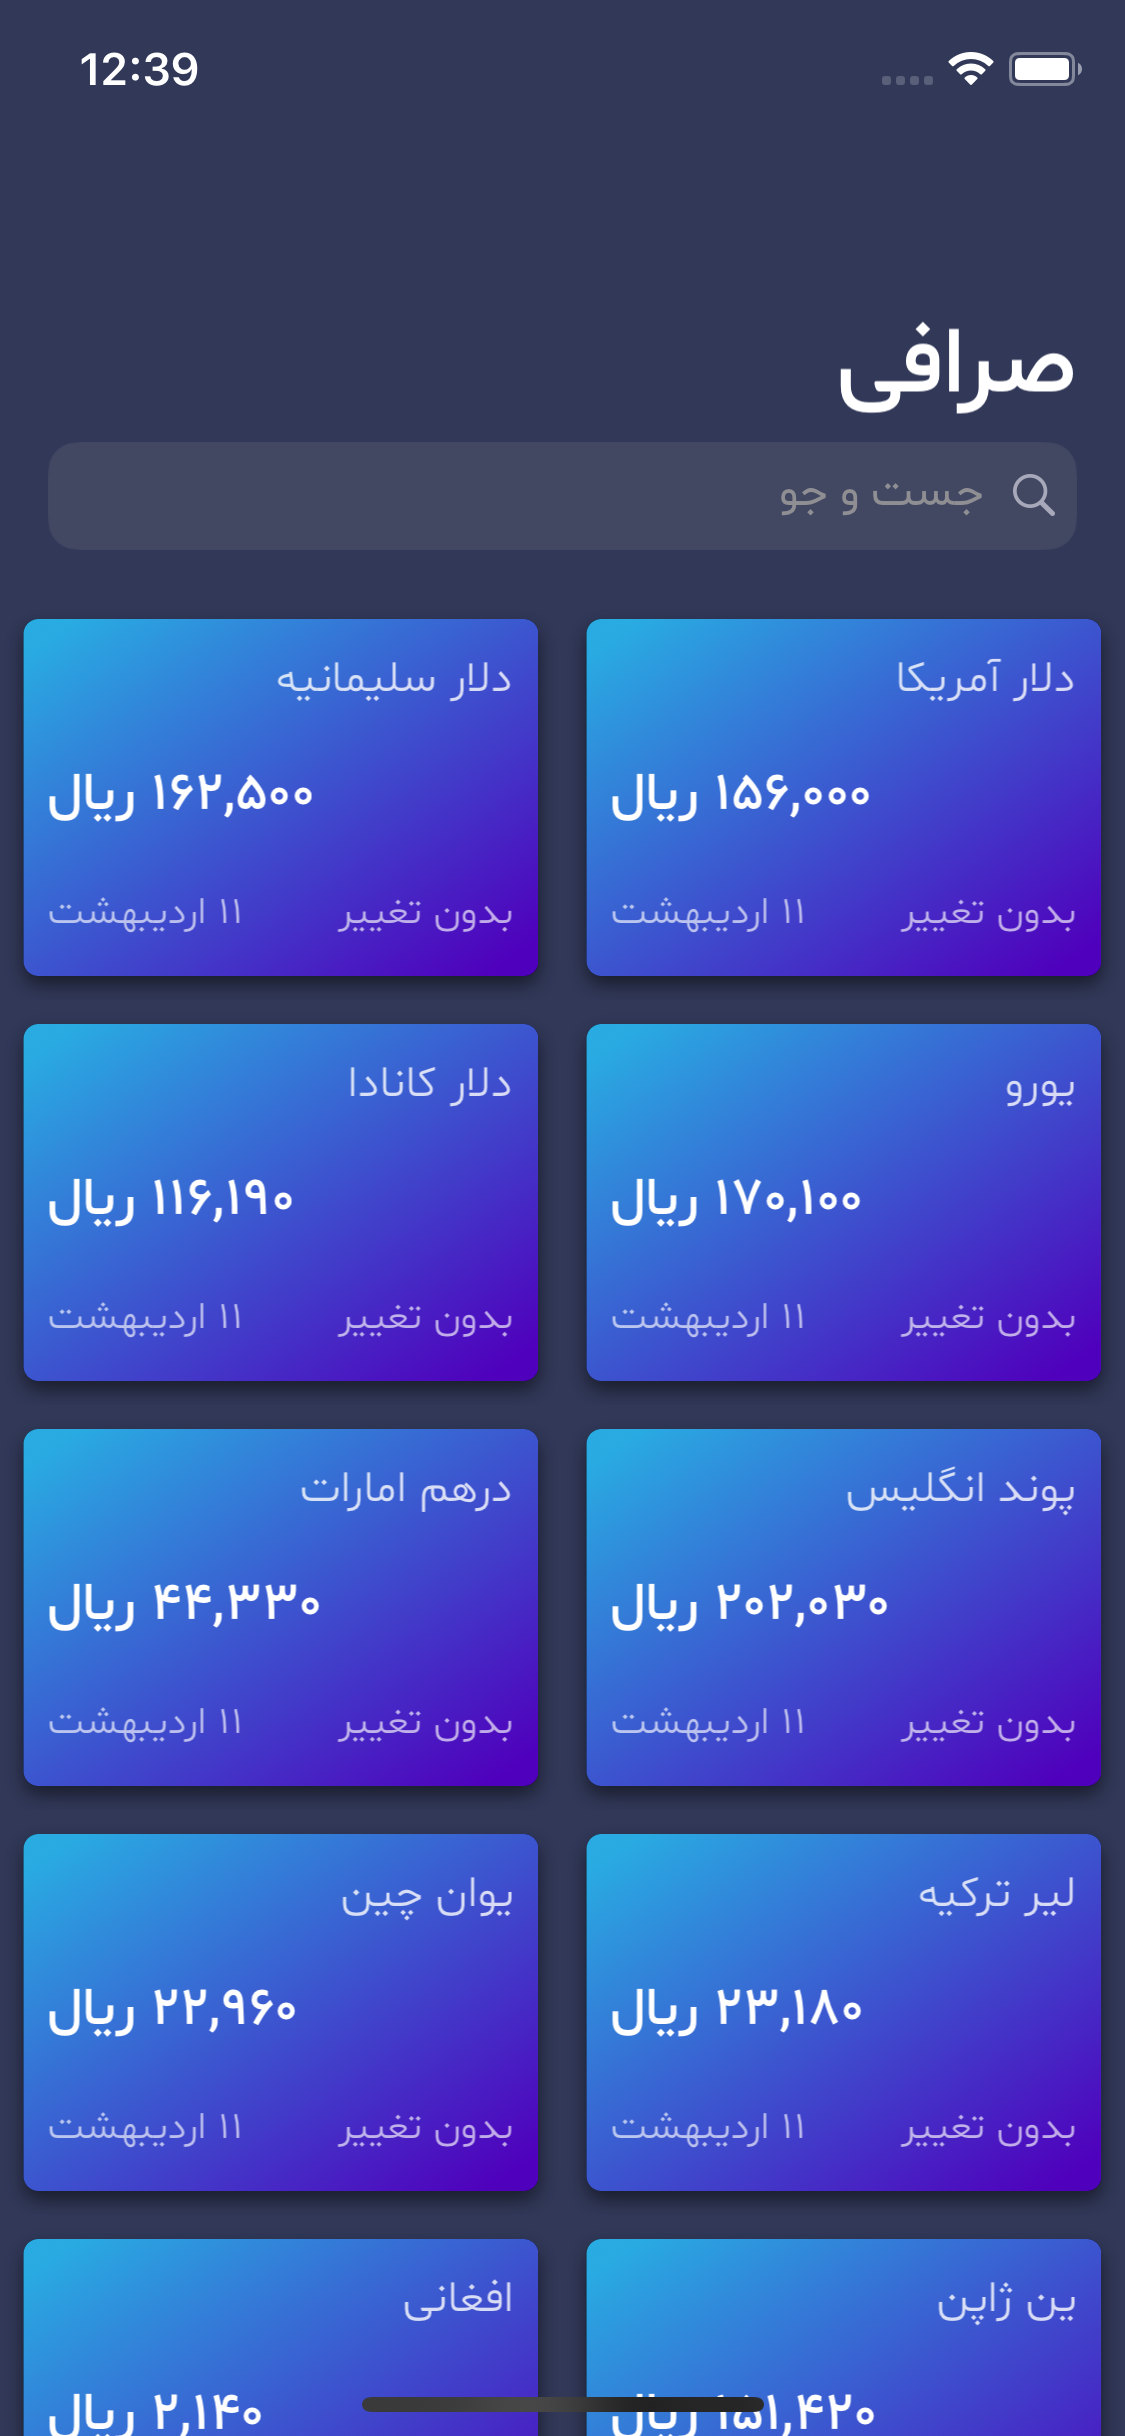 12:39
صرافی
جست و جو
دلار آمریکا
۱۵۶,۰۰۰ ریال
بدون تغییر
۱۱ اردیبهشت
دلار سلیمانیه
۱۶۲,۵۰۰ ریال
بدون تغییر
۱۱ اردیبهشت
یورو
۱۷۰,۱۰۰ ریال
بدون تغییر
۱۱ اردیبهشت
دلار کانادا
۱۱۶,۱۹۰ ریال
بدون تغییر
۱۱ اردیبهشت
پوند انگلیس
۲۰۲,۰۳۰ ریال
بدون تغییر
۱۱ اردیبهشت
درهم امارات
۴۴,۳۳۰ ریال
بدون تغییر
۱۱ اردیبهشت
لیر ترکیه
۲۳,۱۸۰ ریال
بدون تغییر
۱۱ اردیبهشت
یوان چین
۲۲,۹۶۰ ریال
بدون تغییر
۱۱ اردیبهشت
ین ژاپن
۱۵۱,۴۲۰ ریال
افغانی
۲,۱۴۰ ریال